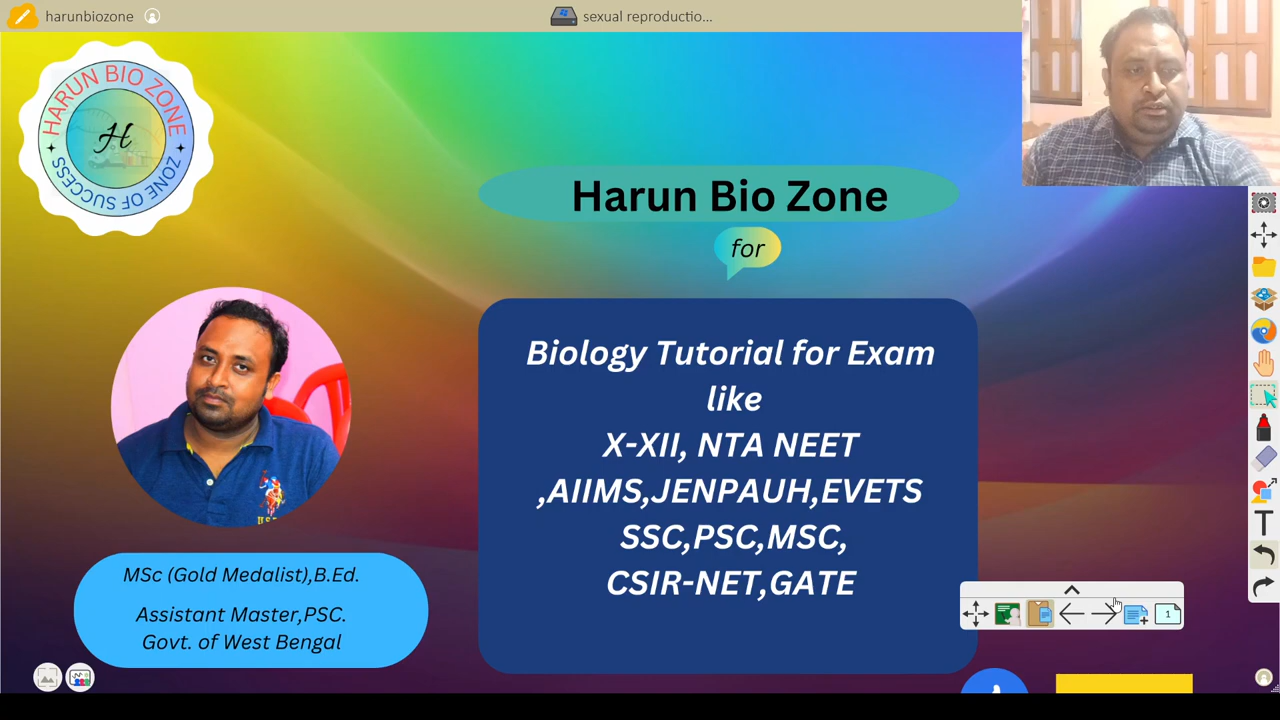 harunbiozone
sexual reproductio...
HARUN BIO ZONE
H
ZONE OF SUCCESS
Harun Bio Zone
for
Biology Tutorial for Exam
like
X-XII, NTA NEET
,AIIMS,JENPAUH,EVETS
SSC,PSC,MSC,
CSIR-NET,GATE
MSc (Gold Medalist),B.Ed.
Assistant Master,PSC.
Govt. of West Bengal
1
T